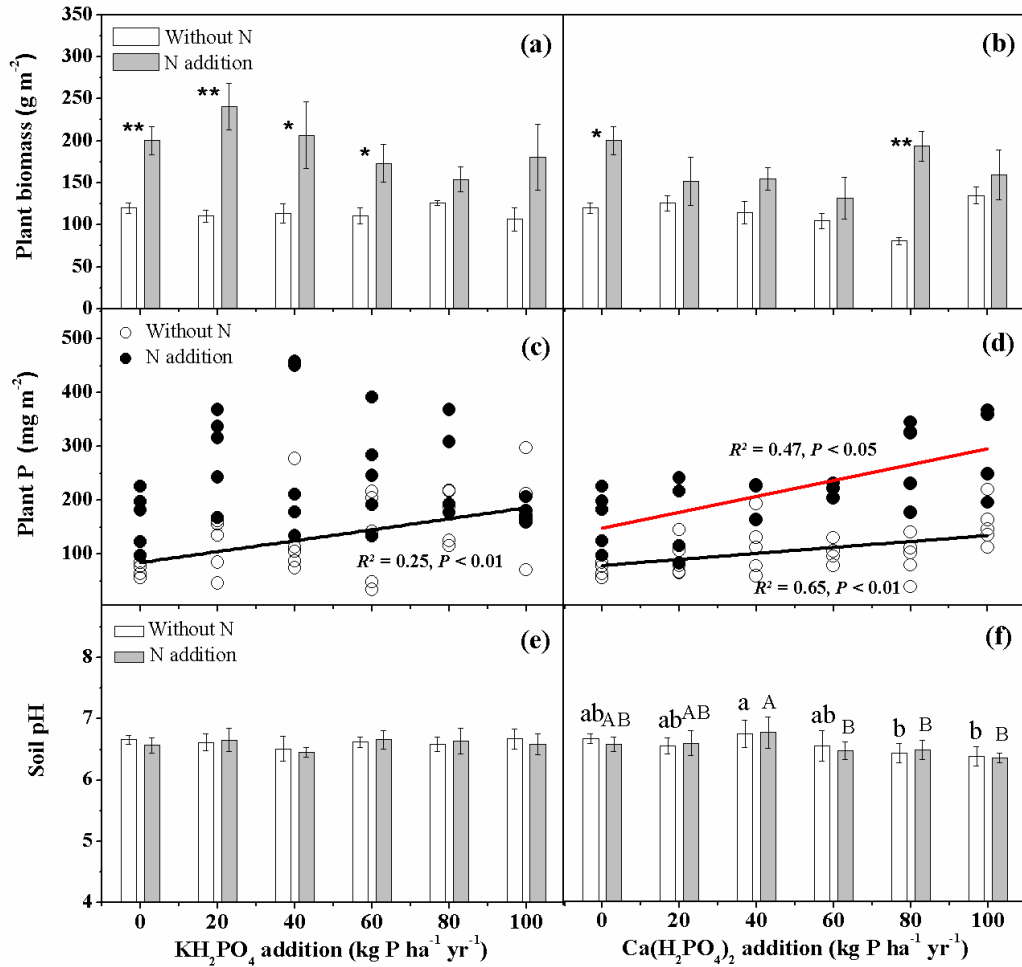 Without N
N addition
(a)
(b)
350
300
250
200
150
100
50
0
Plant biomass (g m⁻²)
**
**
*
*
*
**
Without N
N addition
(c)
(d)
500
400
300
200
100
Plant P (mg m⁻²)
R² = 0.25, P < 0.01
R² = 0.47, P < 0.05
R² = 0.65, P < 0.01
Without N
N addition
(e)
(f)
8
7
6
5
4
Soil pH
ab AB ab AB a A ab B b B b B
0 20 40 60 80 100
0 20 40 60 80 100
KH₂PO₄ addition (kg P ha⁻¹ yr⁻¹)
Ca(H₂PO₄)₂ addition (kg P ha⁻¹ yr⁻¹)